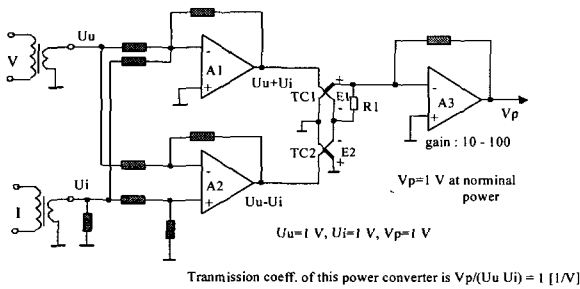 V
Uu
-
A1
+
Uu+Ui
TC1
+
E1
-
R1
-
A3
+
Vp
gain : 10 - 100
TC2
-
E2
+
I
Ui
-
A2
+
Uu-Ui
Vp=1 V at norminal
power
Uu=1 V, Ui=1 V, Vp=1 V
Tranmission coeff. of this power converter is Vp/(Uu Ui) = 1 [1/V]